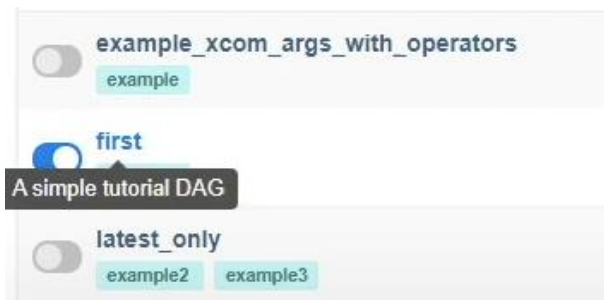 example_xcom_args_with_operators
example
first
A simple tutorial DAG
latest_only
example2 example3